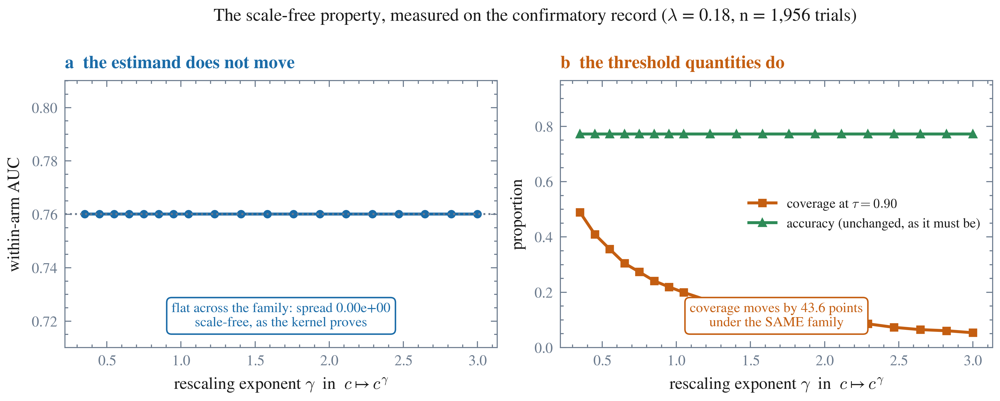 The scale-free property, measured on the confirmatory record (λ = 0.18, n = 1,956 trials)
a the estimand does not move
within-arm AUC
0.80
0.78
0.76
0.74
0.72
flat across the family: spread 0.00e+00
scale-free, as the kernel proves
0.5 1.0 1.5 2.0 2.5 3.0
rescaling exponent γ in c ↦ c^γ
b the threshold quantities do
proportion
0.8
0.6
0.4
0.2
0.0
coverage at τ = 0.90
accuracy (unchanged, as it must be)
coverage moves by 43.6 points
under the SAME family
0.5 1.0 1.5 2.0 2.5 3.0
rescaling exponent γ in c ↦ c^γ